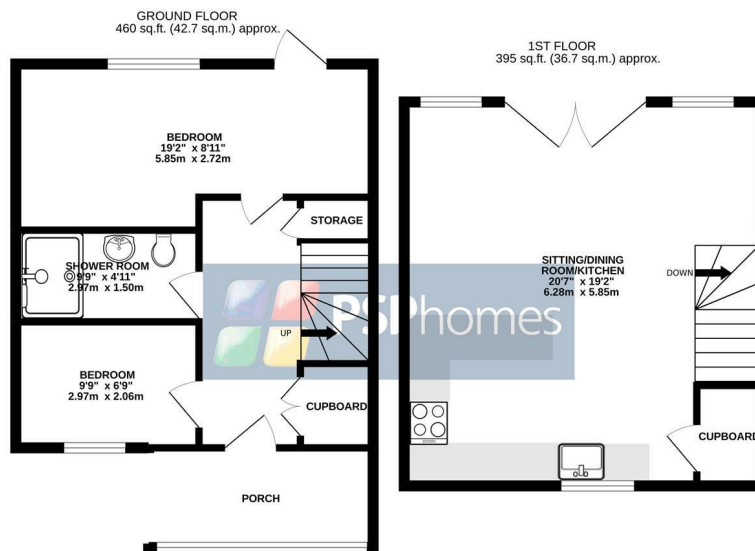 GROUND FLOOR
460 sq.ft. (42.7 sq.m.) approx.
BEDROOM
19'2" x 8'11"
5.85m x 2.72m
STORAGE
SHOWER ROOM
9'9" x 4'11"
2.97m x 1.50m
UP
BEDROOM
9'9" x 6'9"
2.97m x 2.06m
CUPBOARD
PORCH
PSPhomes
1ST FLOOR
395 sq.ft. (36.7 sq.m.) approx.
SITTING/DINING
ROOM/KITCHEN
20'7" x 19'2"
6.28m x 5.85m
DOWN
CUPBOARD